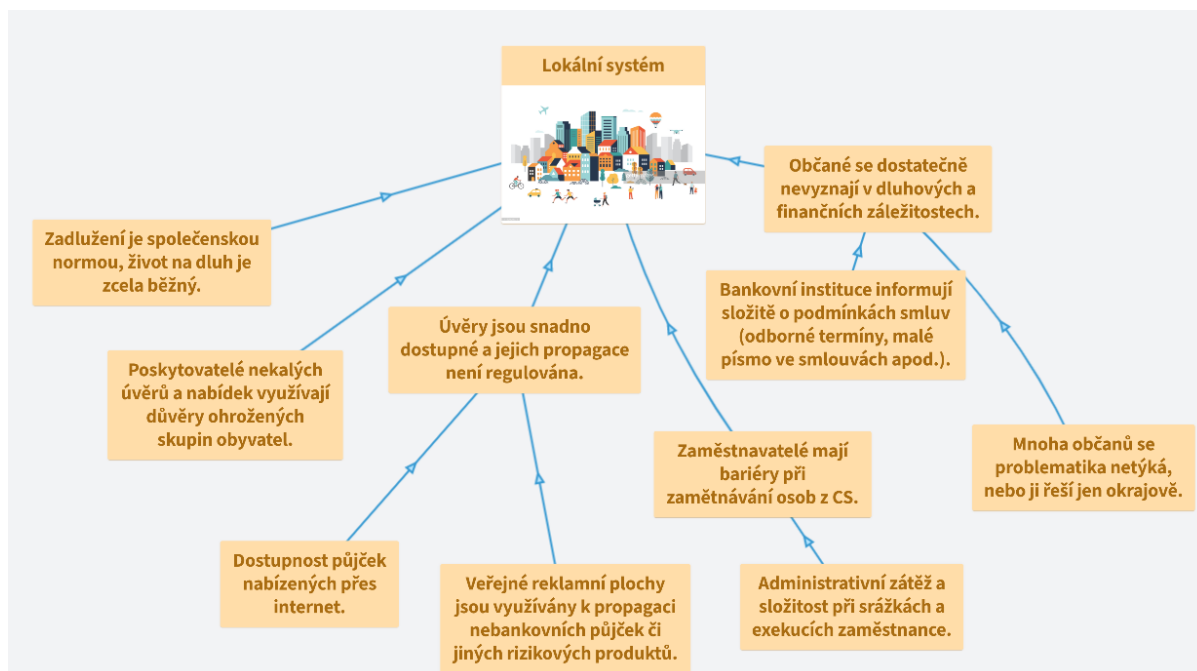 Lokální systém
Občané se dostatečně
nevyznají v dluhových a
finančních záležitostech.
Zadlužení je společenskou
normou, život na dluh je
zcela běžný.
Bankovní instituce informují
složitě o podmínkách smluv
(odborné termíny, malé
písmo ve smlouvách apod.).
Úvěry jsou snadno
dostupné a jejich propagace
není regulována.
Poskytovatelé nekalých
úvěrů a nabídek využívají
důvěry ohrožených
skupin obyvatel.
Zaměstnavatelé mají
bariéry při
zamětnávání osob z CS.
Mnoha občanů se
problematika netýká,
nebo ji řeší jen okrajově.
Dostupnost půjček
nabízených přes
internet.
Veřejné reklamní plochy
jsou využívány k propagaci
nebankovních půjček či
jiných rizikových produktů.
Administrativní zátěž a
složitost při srážkách a
exekucích zaměstnance.